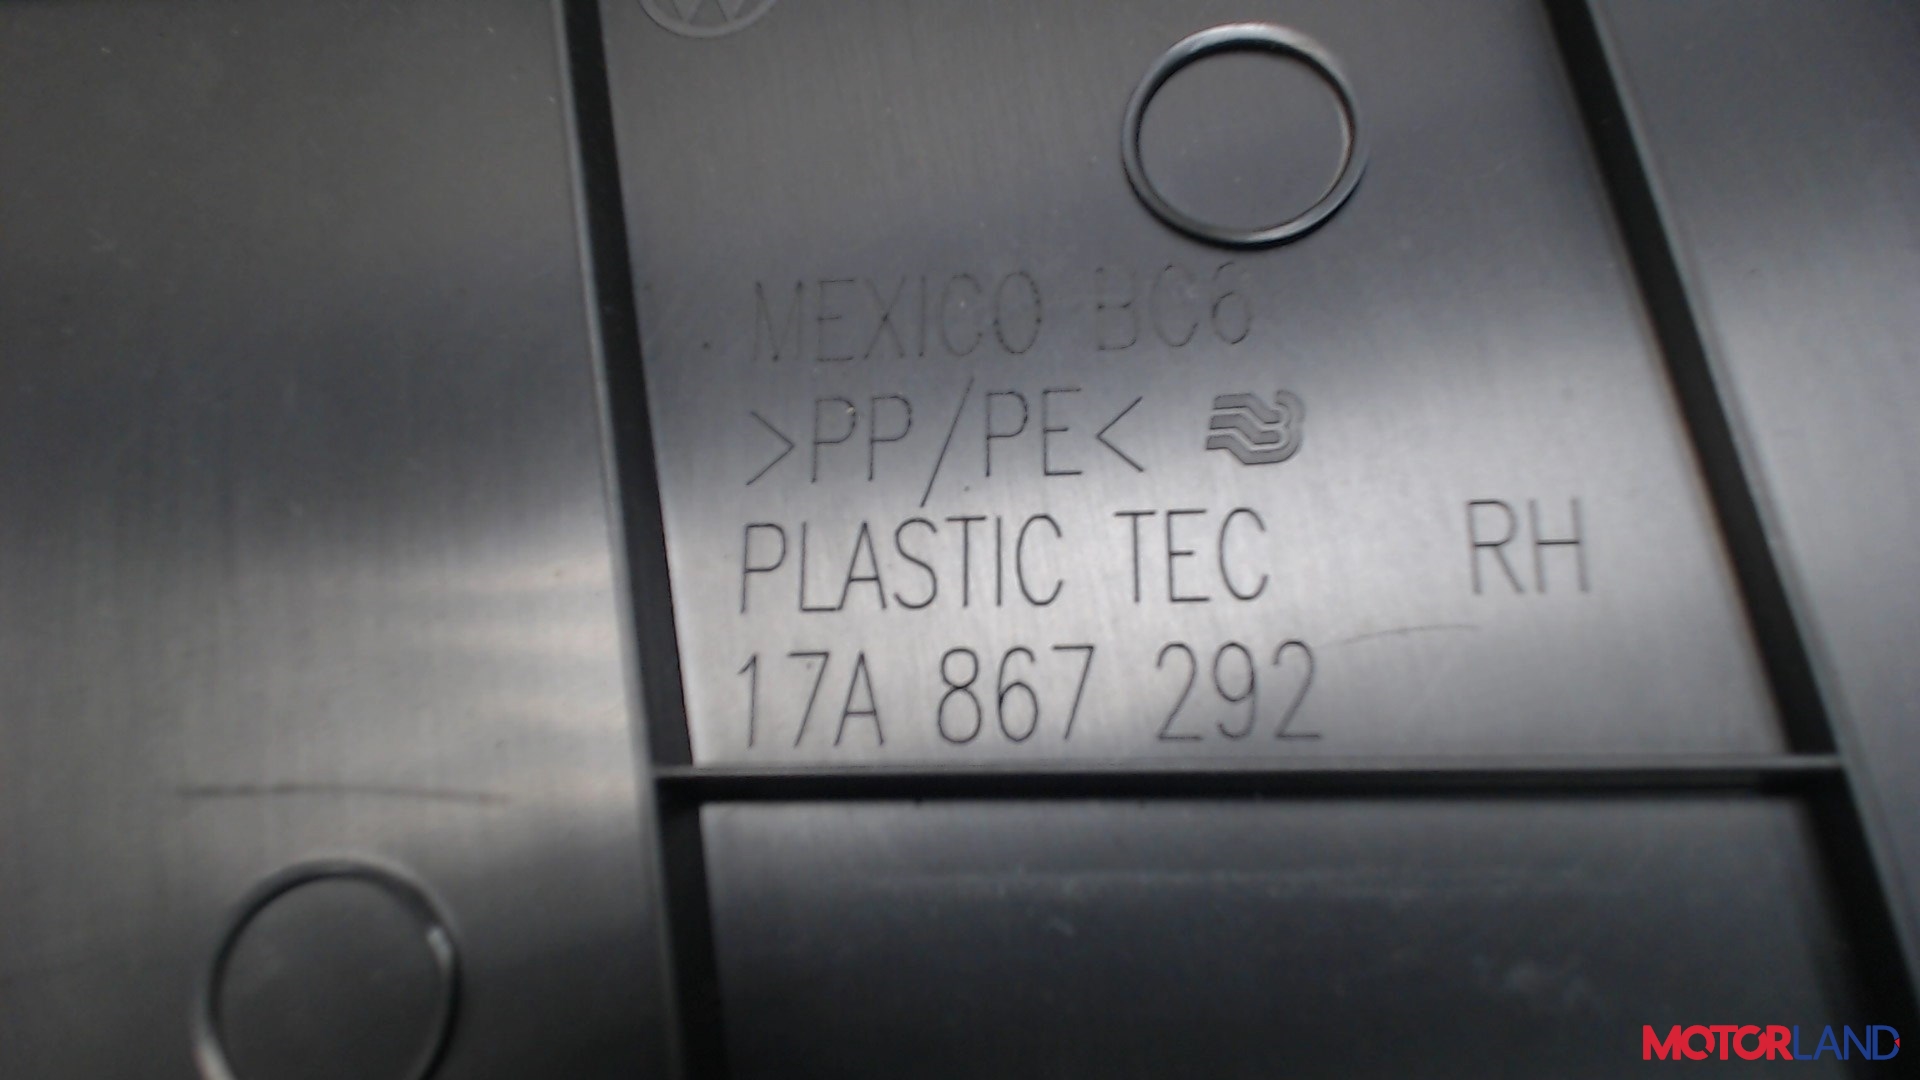 MEXICO BC6
>PP/PE<
PLASTIC TEC RH
17A 867 292
MOTORLAND